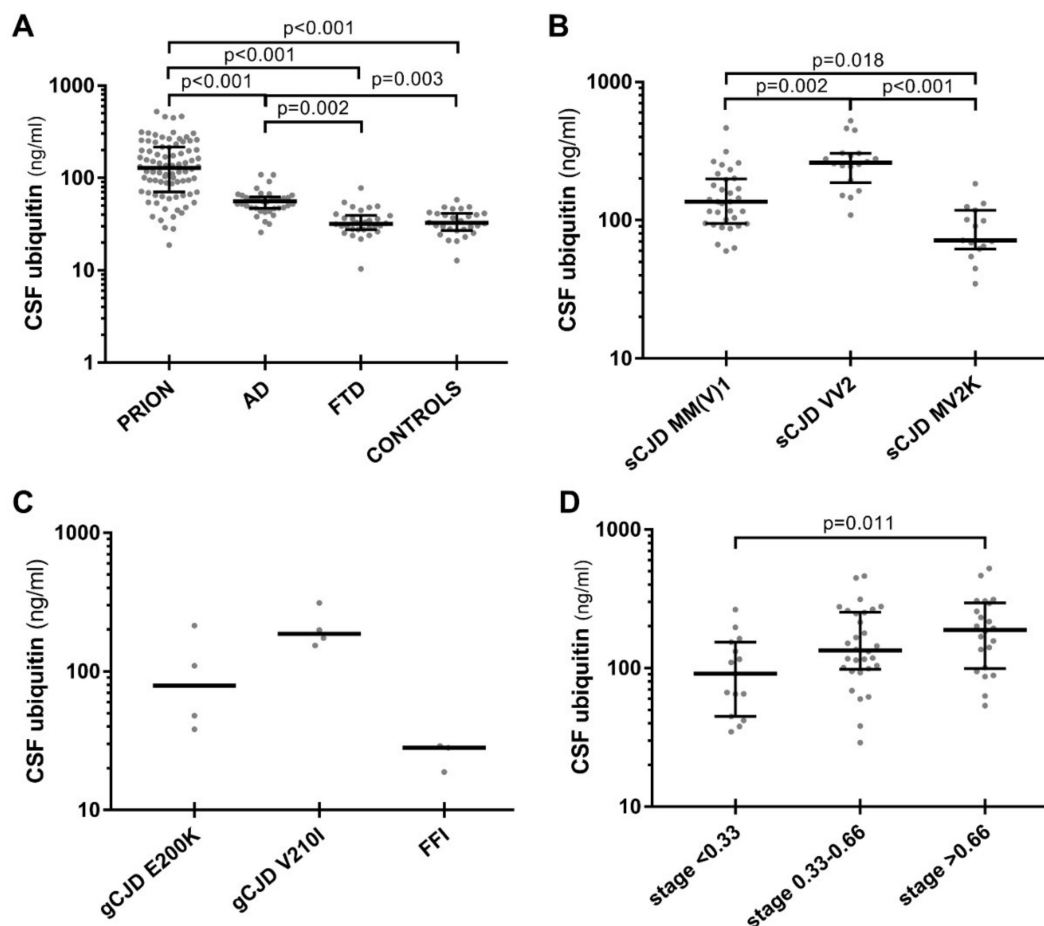 A
p<0.001
p<0.001
p<0.001
p=0.003
p=0.002
CSF ubiquitin (ng/ml)
1000
100
10
1
PRION
AD
FTD
CONTROLS
B
p=0.018
p=0.002
p<0.001
CSF ubiquitin (ng/ml)
1000
100
10
sCJD MM(V)1
sCJD VV2
sCJD MV2K
C
CSF ubiquitin (ng/ml)
1000
100
10
gCJD E200K
gCJD V210I
FFI
D
p=0.011
CSF ubiquitin (ng/ml)
1000
100
10
stage <0.33
stage 0.33-0.66
stage >0.66